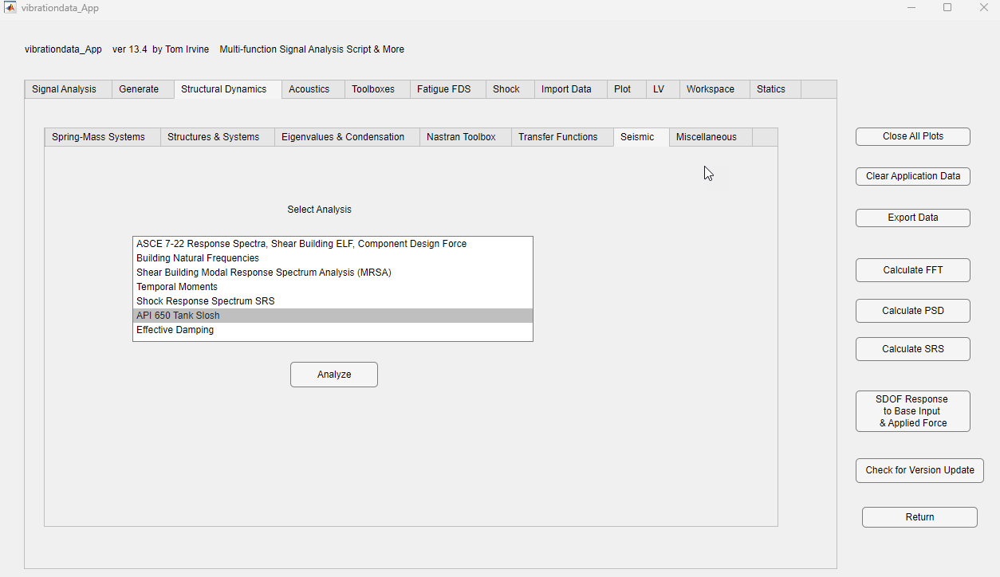 vibrationdata_App
vibrationdata_App ver 13.4 by Tom Irvine Multi-function Signal Analysis Script & More
Signal Analysis Generate Structural Dynamics Acoustics Toolboxes Fatigue FDS Shock Import Data Plot LV Workspace Statics
Spring-Mass Systems Structures & Systems Eigenvalues & Condensation Nastran Toolbox Transfer Functions Seismic Miscellaneous
Select Analysis
ASCE 7-22 Response Spectra, Shear Building ELF, Component Design Force
Building Natural Frequencies
Shear Building Modal Response Spectrum Analysis (MRSA)
Temporal Moments
Shock Response Spectrum SRS
API 650 Tank Slosh
Effective Damping
Analyze
Close All Plots
Clear Application Data
Export Data
Calculate FFT
Calculate PSD
Calculate SRS
SDOF Response
to Base Input
& Applied Force
Check for Version Update
Return